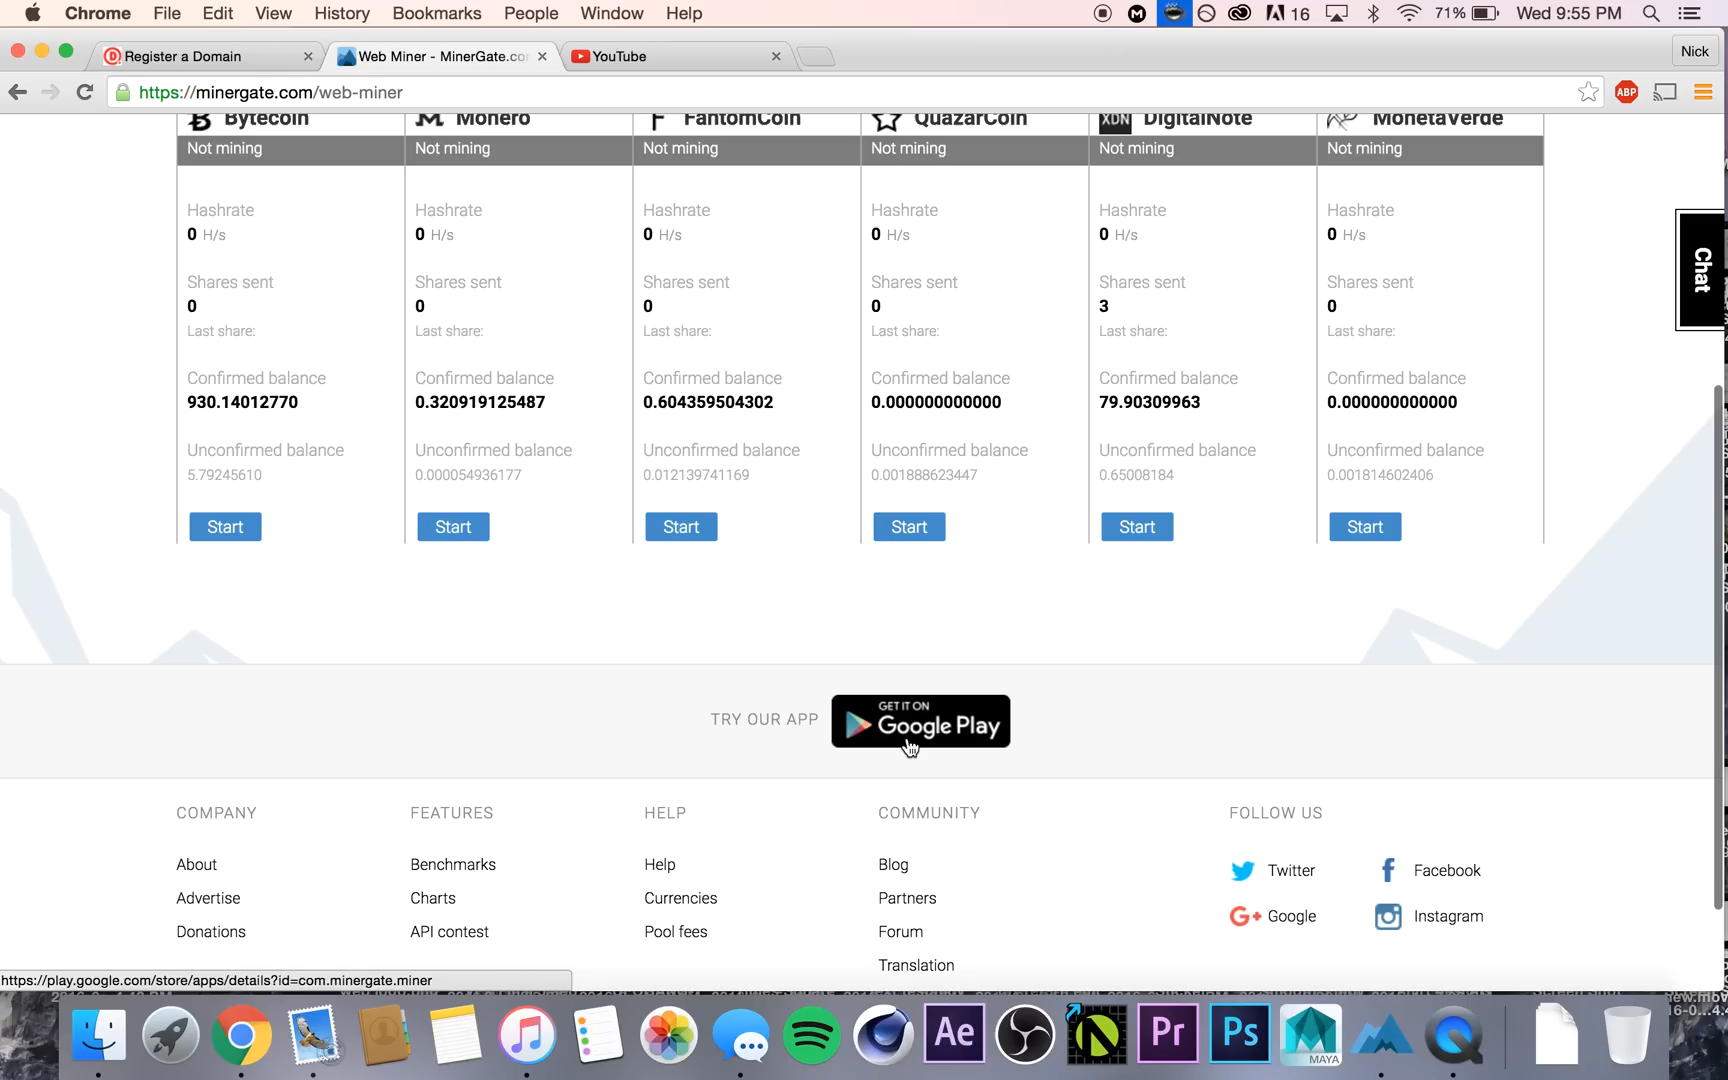 Chrome File Edit View History Bookmarks People Window Help 16 71% Wed 9:55 PM
Register a Domain Web Miner - MinerGate.co YouTube Nick
https://minergate.com/web-miner ABP
Bytecoin Monero FantomCoin QuazarCoin XDN DigitalNote MonetaVerde
Not mining Not mining Not mining Not mining Not mining Not mining
Hashrate Hashrate Hashrate Hashrate Hashrate Hashrate
0 H/s 0 H/s 0 H/s 0 H/s 0 H/s 0 H/s
Shares sent Shares sent Shares sent Shares sent Shares sent Shares sent
0 0 0 0 3 0
Last share: Last share: Last share: Last share: Last share: Last share:
Confirmed balance Confirmed balance Confirmed balance Confirmed balance Confirmed balance Confirmed balance
930.14012770 0.320919125487 0.604359504302 0.000000000000 79.90309963 0.000000000000
Unconfirmed balance Unconfirmed balance Unconfirmed balance Unconfirmed balance Unconfirmed balance Unconfirmed balance
5.79245610 0.000054936177 0.012139741169 0.001888623447 0.65008184 0.001814602406
Start Start Start Start Start Start
Chat
TRY OUR APP GET IT ON Google Play
COMPANY FEATURES HELP COMMUNITY FOLLOW US
About Benchmarks Help Blog Twitter Facebook
Advertise Charts Currencies Partners Google Instagram
Donations API contest Pool fees Forum
Translation
https://play.google.com/store/apps/details?id=com.minergate.miner
Ae Pr Ps MAYA